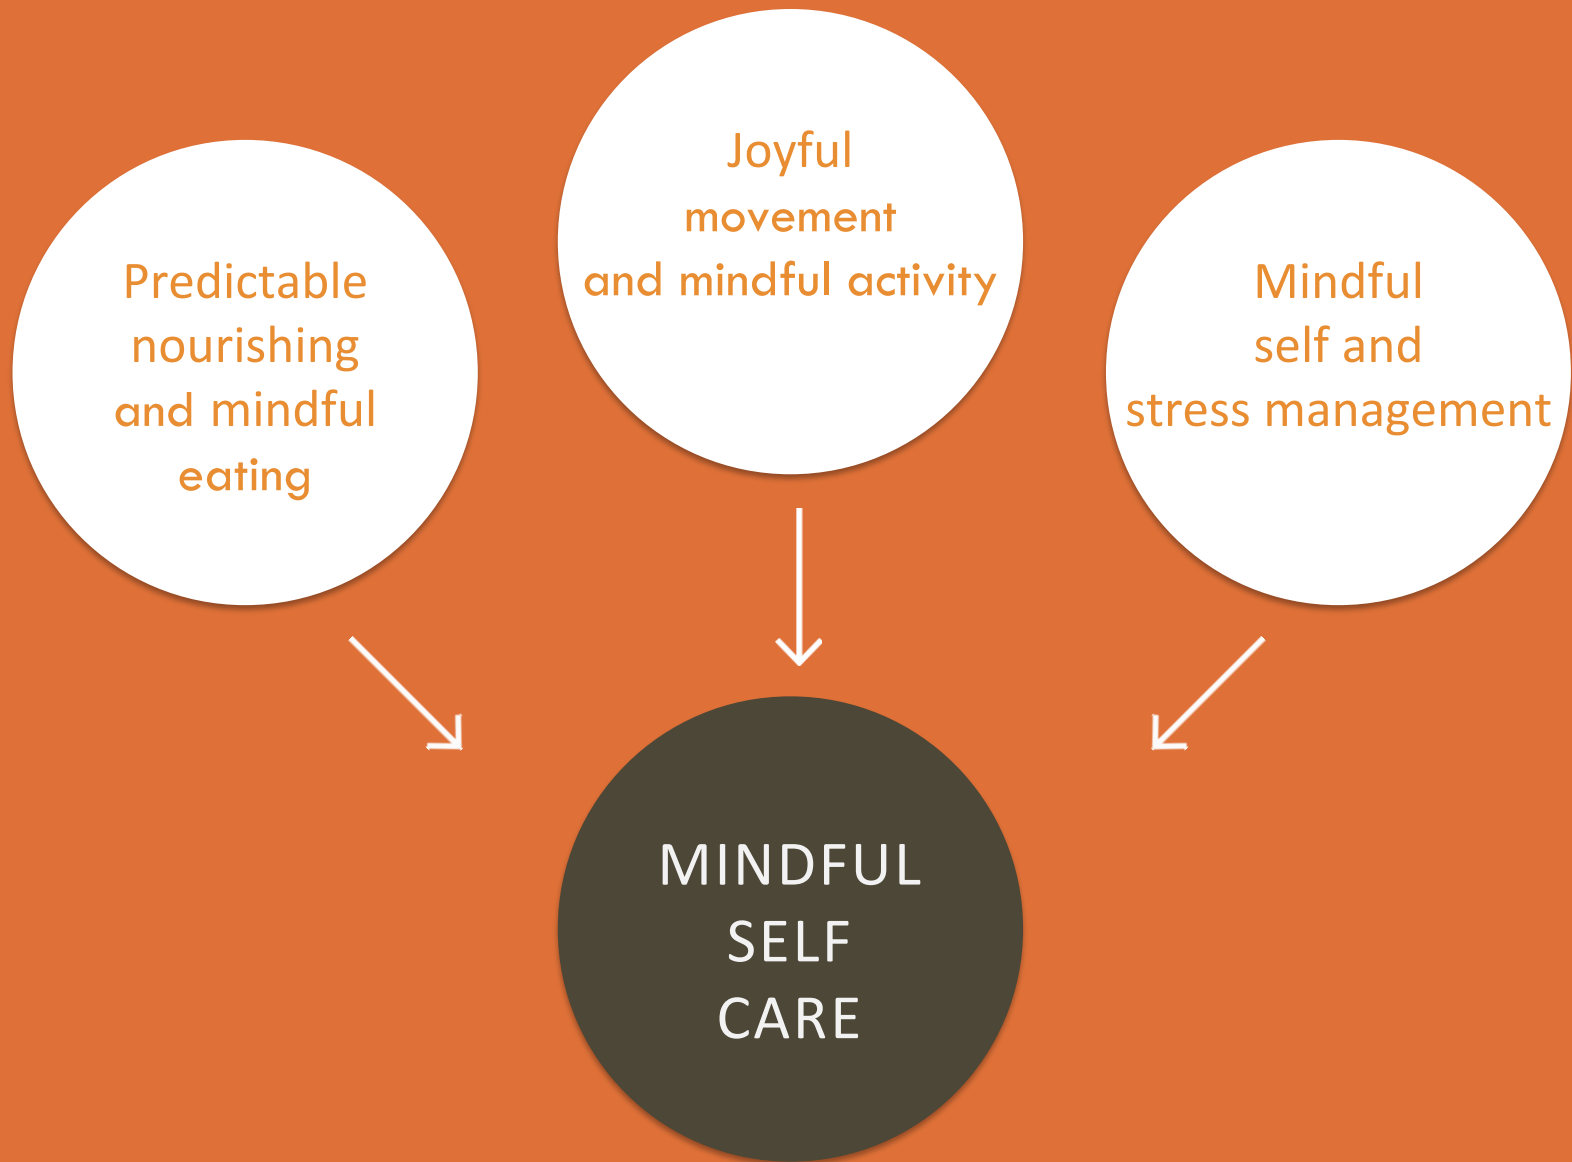 Predictable
nourishing
and mindful
eating
Joyful
movement
and mindful activity
Mindful
self and
stress management
MINDFUL
SELF
CARE